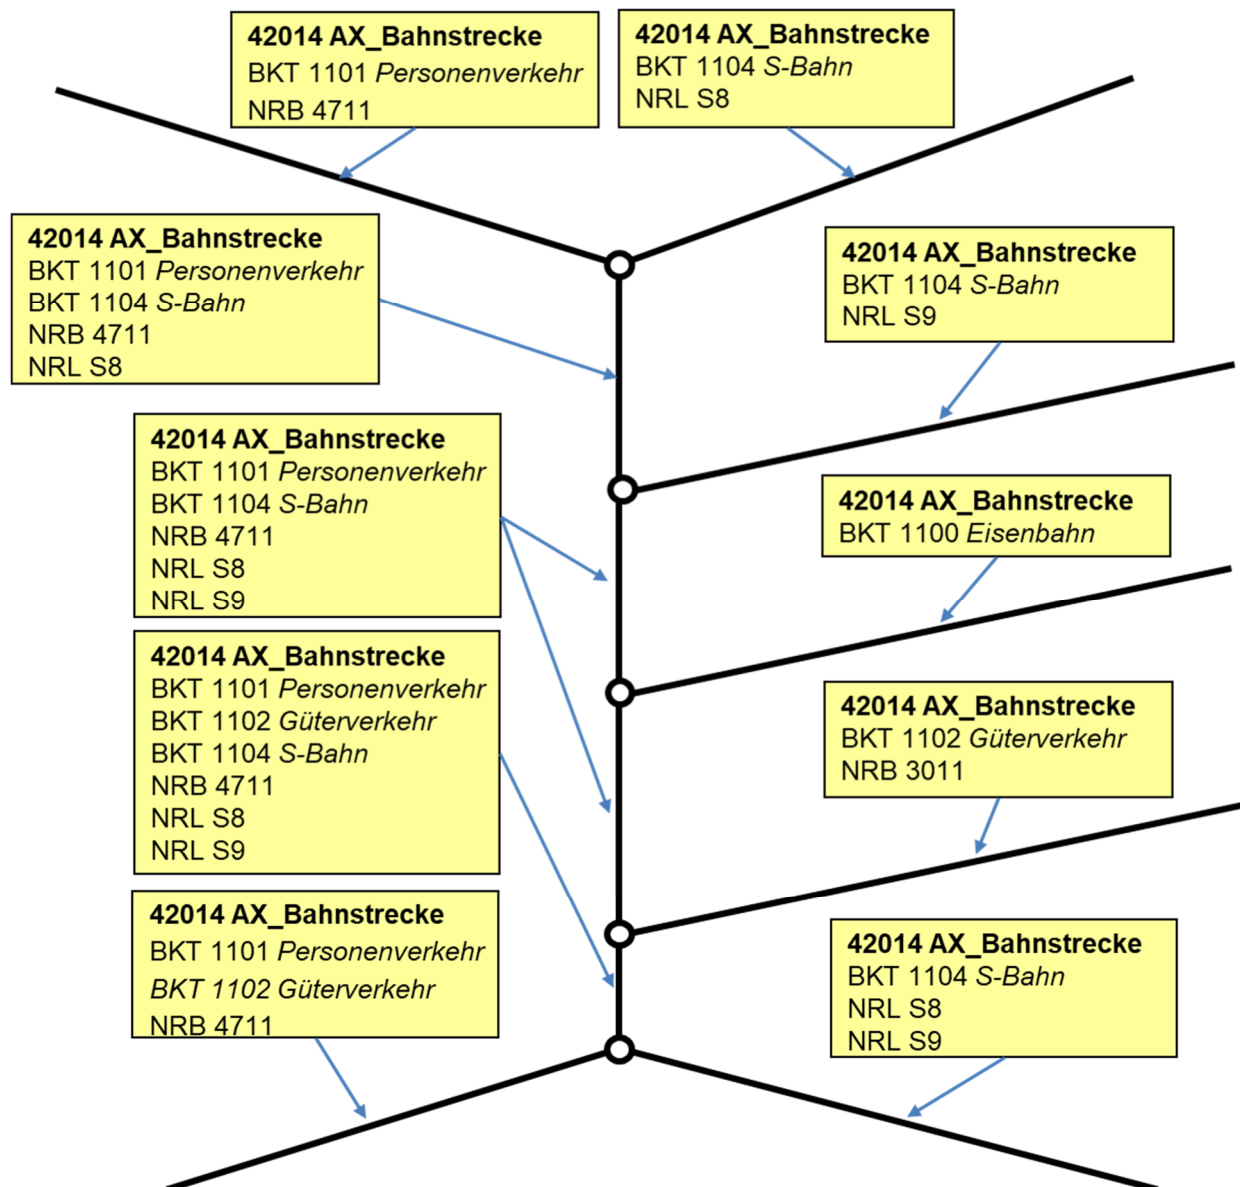 42014 AX_Bahnstrecke
BKT 1101 Personenverkehr
NRB 4711
42014 AX_Bahnstrecke
BKT 1104 S-Bahn
NRL S8
42014 AX_Bahnstrecke
BKT 1101 Personenverkehr
BKT 1104 S-Bahn
NRB 4711
NRL S8
42014 AX_Bahnstrecke
BKT 1104 S-Bahn
NRL S9
42014 AX_Bahnstrecke
BKT 1101 Personenverkehr
BKT 1104 S-Bahn
NRB 4711
NRL S8
NRL S9
42014 AX_Bahnstrecke
BKT 1100 Eisenbahn
42014 AX_Bahnstrecke
BKT 1101 Personenverkehr
BKT 1102 Güterverkehr
BKT 1104 S-Bahn
NRB 4711
NRL S8
NRL S9
42014 AX_Bahnstrecke
BKT 1102 Güterverkehr
NRB 3011
42014 AX_Bahnstrecke
BKT 1101 Personenverkehr
BKT 1102 Güterverkehr
NRB 4711
42014 AX_Bahnstrecke
BKT 1104 S-Bahn
NRL S8
NRL S9